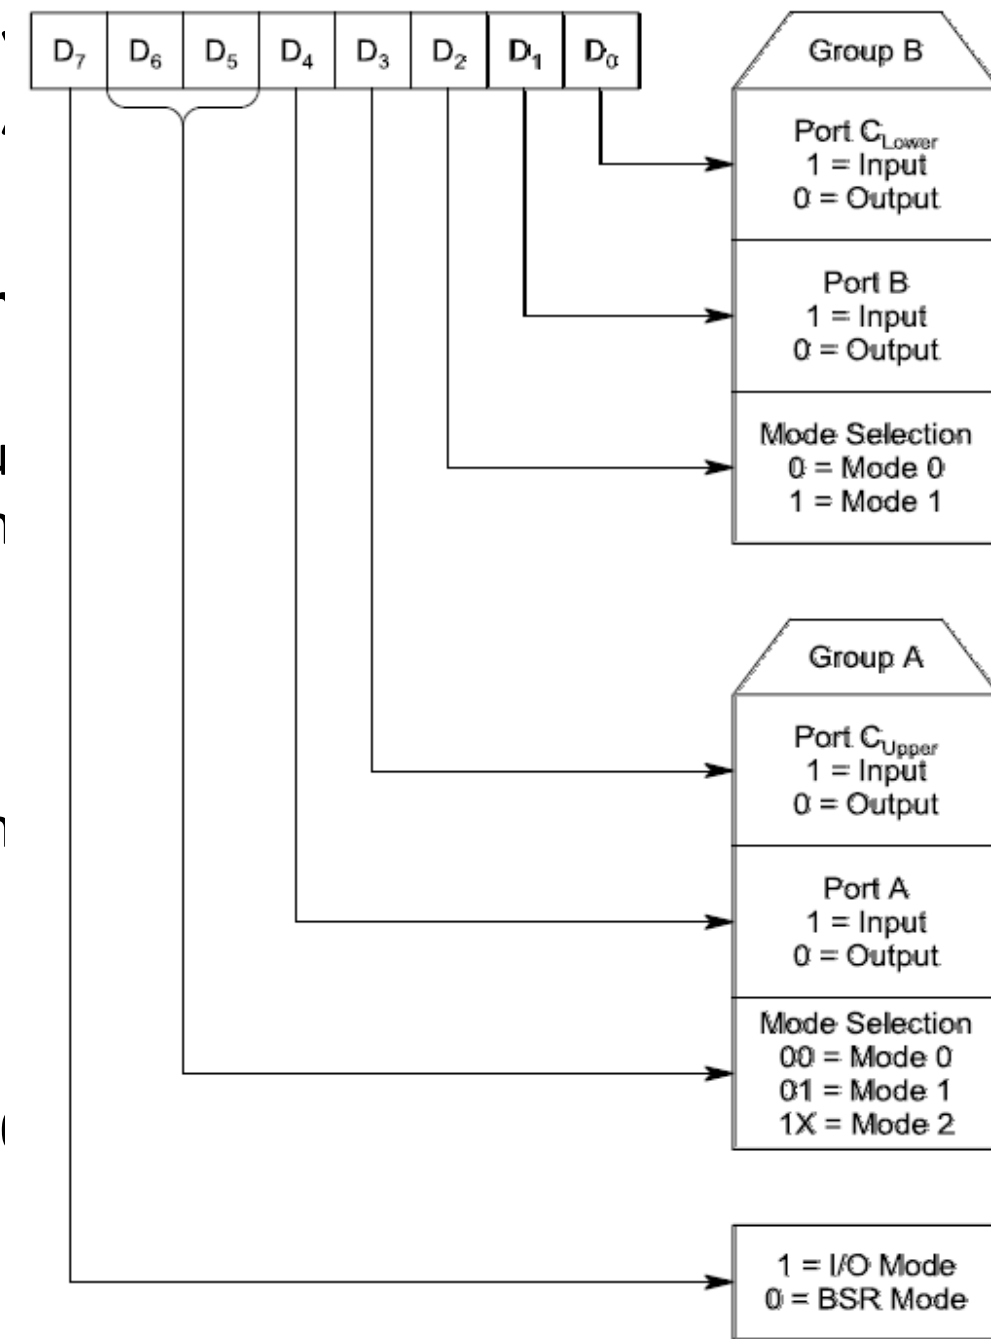 D7 D6 D5 D4 D3 D2 D1 D0
Group B
Port CLower
1 = Input
0 = Output
Port B
1 = Input
0 = Output
Mode Selection
0 = Mode 0
1 = Mode 1
Group A
Port CUpper
1 = Input
0 = Output
Port A
1 = Input
0 = Output
Mode Selection
00 = Mode 0
01 = Mode 1
1X = Mode 2
1 = I/O Mode
0 = BSR Mode